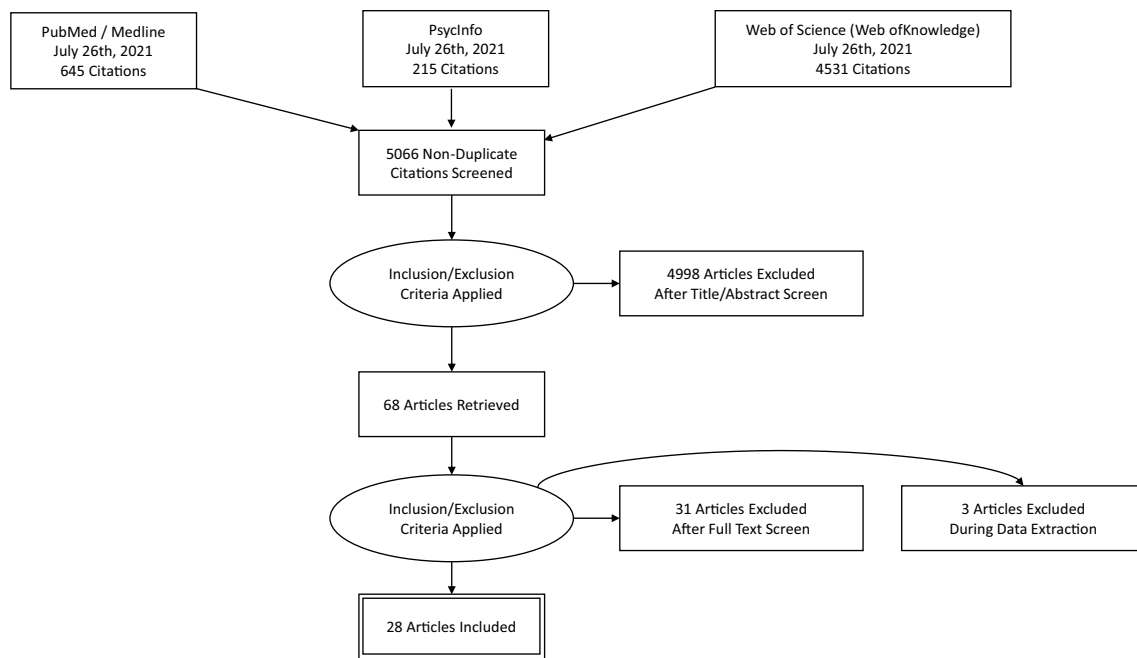 PubMed / Medline
July 26th, 2021
645 Citations
PsycInfo
July 26th, 2021
215 Citations
Web of Science (Web ofKnowledge)
July 26th, 2021
4531 Citations
5066 Non-Duplicate
Citations Screened
Inclusion/Exclusion
Criteria Applied
4998 Articles Excluded
After Title/Abstract Screen
68 Articles Retrieved
Inclusion/Exclusion
Criteria Applied
31 Articles Excluded
After Full Text Screen
3 Articles Excluded
During Data Extraction
28 Articles Included